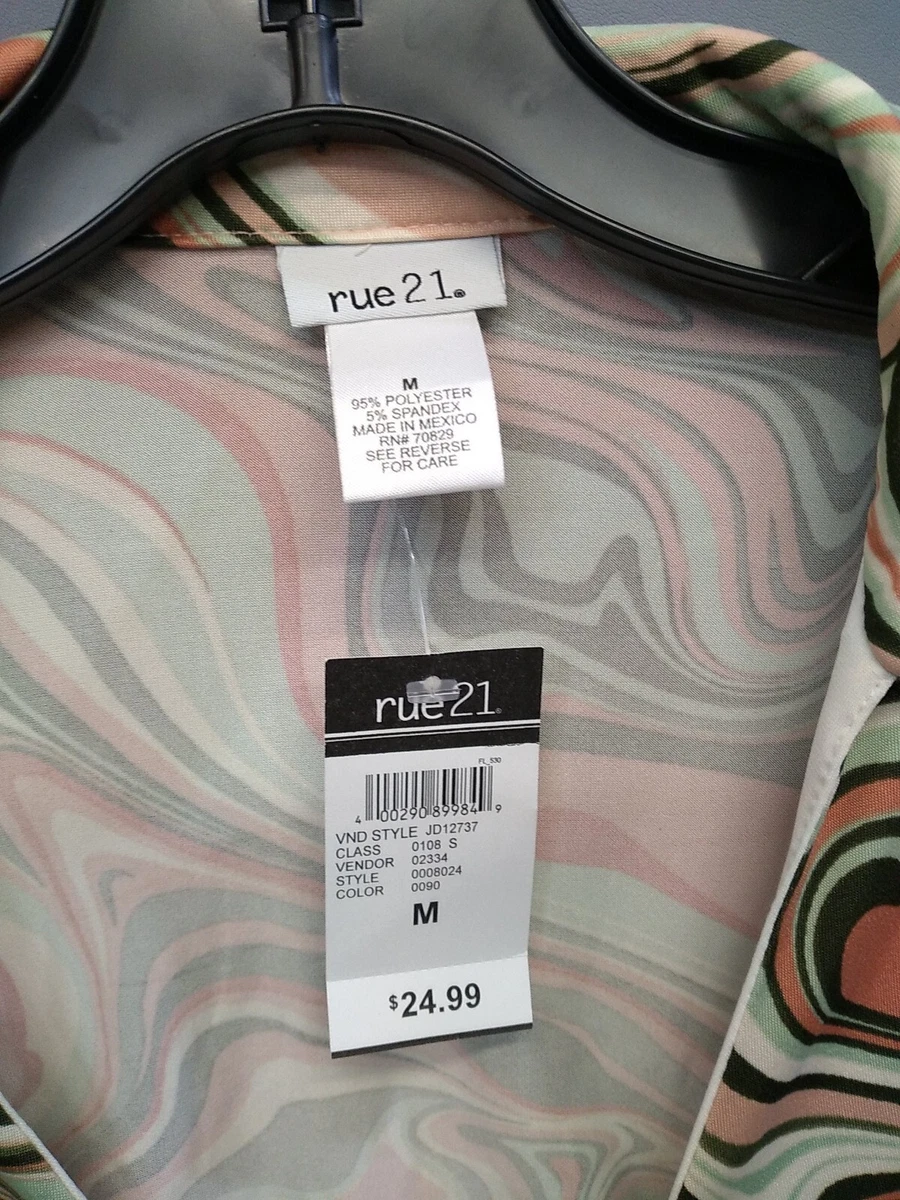 rue21®
M
95% POLYESTER
5% SPANDEX
MADE IN MEXICO
RN# 70829
SEE REVERSE
FOR CARE
rue21
FL_530
4 00290 89984 9
VND STYLE JD12737
CLASS 0108 S
VENDOR 02334
STYLE 0008024
COLOR 0090
M
$24.99